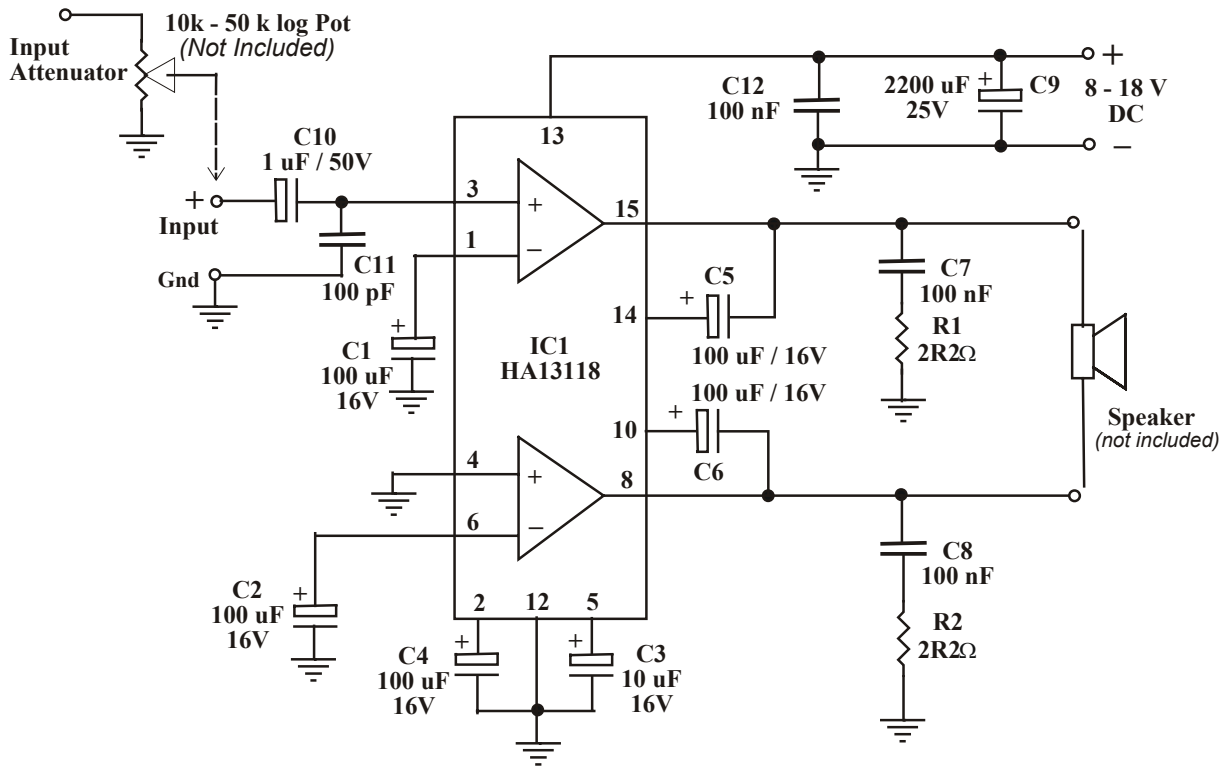 10k - 50 k log Pot
(Not Included)
Input
Attenuator
C10
1 uF / 50V
+
Input
Gnd
C11
100 pF
C1
+
100 uF
16V
C2
+
100 uF
16V
13
3
+
1
−
15
14
IC1
HA13118
10
4
+
8
6
−
2
12
5
C4
+
100 uF
16V
+
C3
10 uF
16V
C12
100 nF
2200 uF
25V
+
C9
+
8 - 18 V
DC
−
C5
+
100 uF / 16V
100 uF / 16V
+
C6
C7
100 nF
R1
2R2Ω
Speaker
(not included)
C8
100 nF
R2
2R2Ω